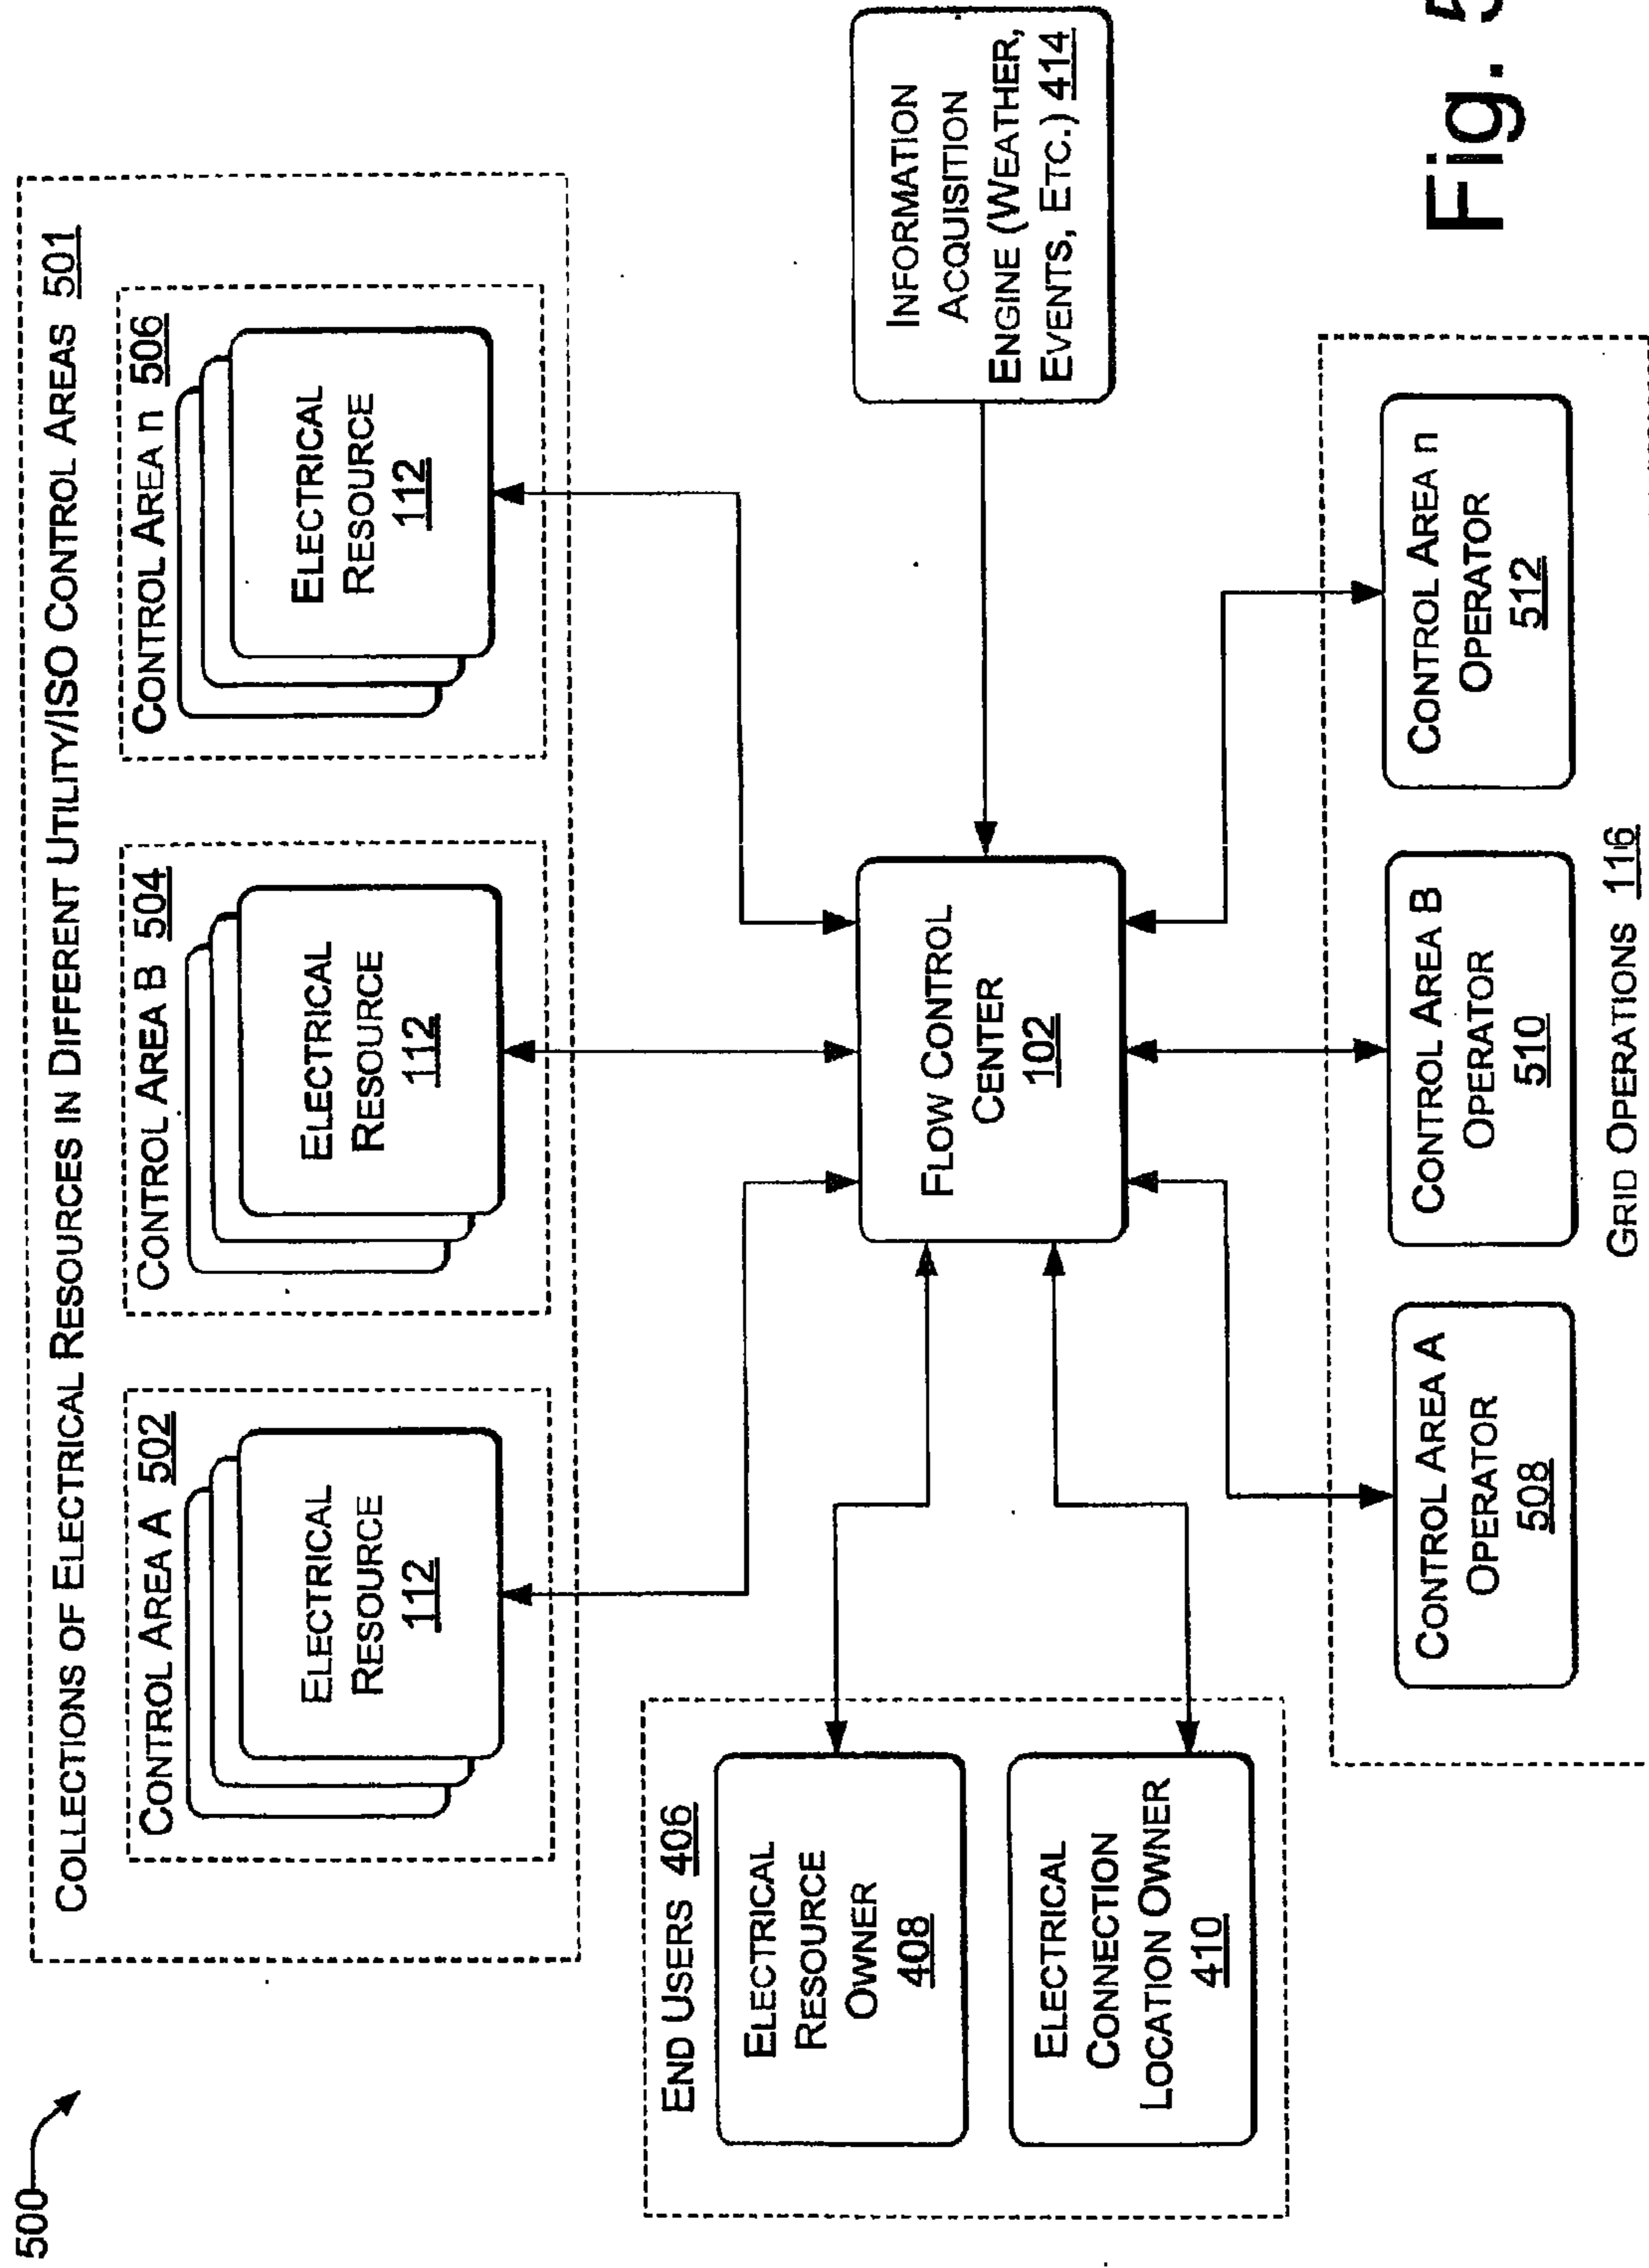 500
COLLECTIONS OF ELECTRICAL RESOURCES IN DIFFERENT UTILITY/ISO CONTROL AREAS 501
CONTROL AREA A 502
ELECTRICAL
RESOURCE
112
CONTROL AREA B 504
ELECTRICAL
RESOURCE
112
CONTROL AREA n 506
ELECTRICAL
RESOURCE
112
END USERS 406
ELECTRICAL
RESOURCE
OWNER
408
ELECTRICAL
CONNECTION
LOCATION OWNER
410
FLOW CONTROL
CENTER
102
INFORMATION
ACQUISITION
ENGINE (WEATHER,
EVENTS, ETC.) 414
CONTROL AREA A
OPERATOR
508
CONTROL AREA B
OPERATOR
510
CONTROL AREA n
OPERATOR
512
GRID OPERATIONS 116
Fig. 5